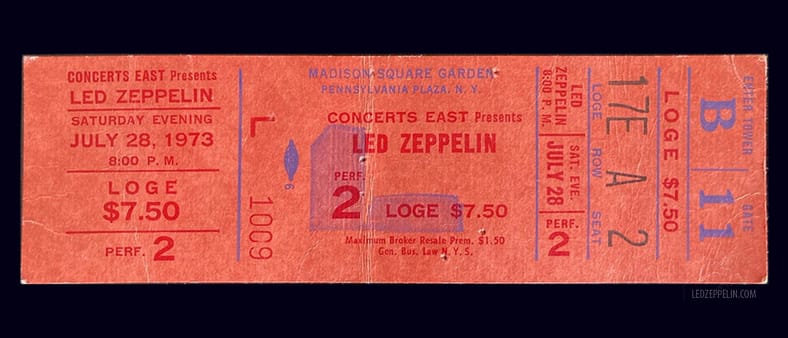 CONCERTS EAST Presents
LED ZEPPELIN
SATURDAY EVENING
JULY 28, 1973
8:00 P. M.
LOGE
$7.50
PERF. 2
L
1009
6
MADISON SQUARE GARDEN
PENNSYLVANIA PLAZA, N. Y.
CONCERTS EAST Presents
LED ZEPPELIN
PERF.
2
LOGE $7.50
Maximum Broker Resale Prem. $1.50
Gen. Bus. Law N.Y.S.
LED
ZEPPELIN
8:00 P. M.
SAT. EVE.
JULY 28
PERF.
2
LOGE ROW SEAT
17E A 2
LOGE $7.50
ENTER TOWER GATE
B 11
LEDZEPPELIN.COM